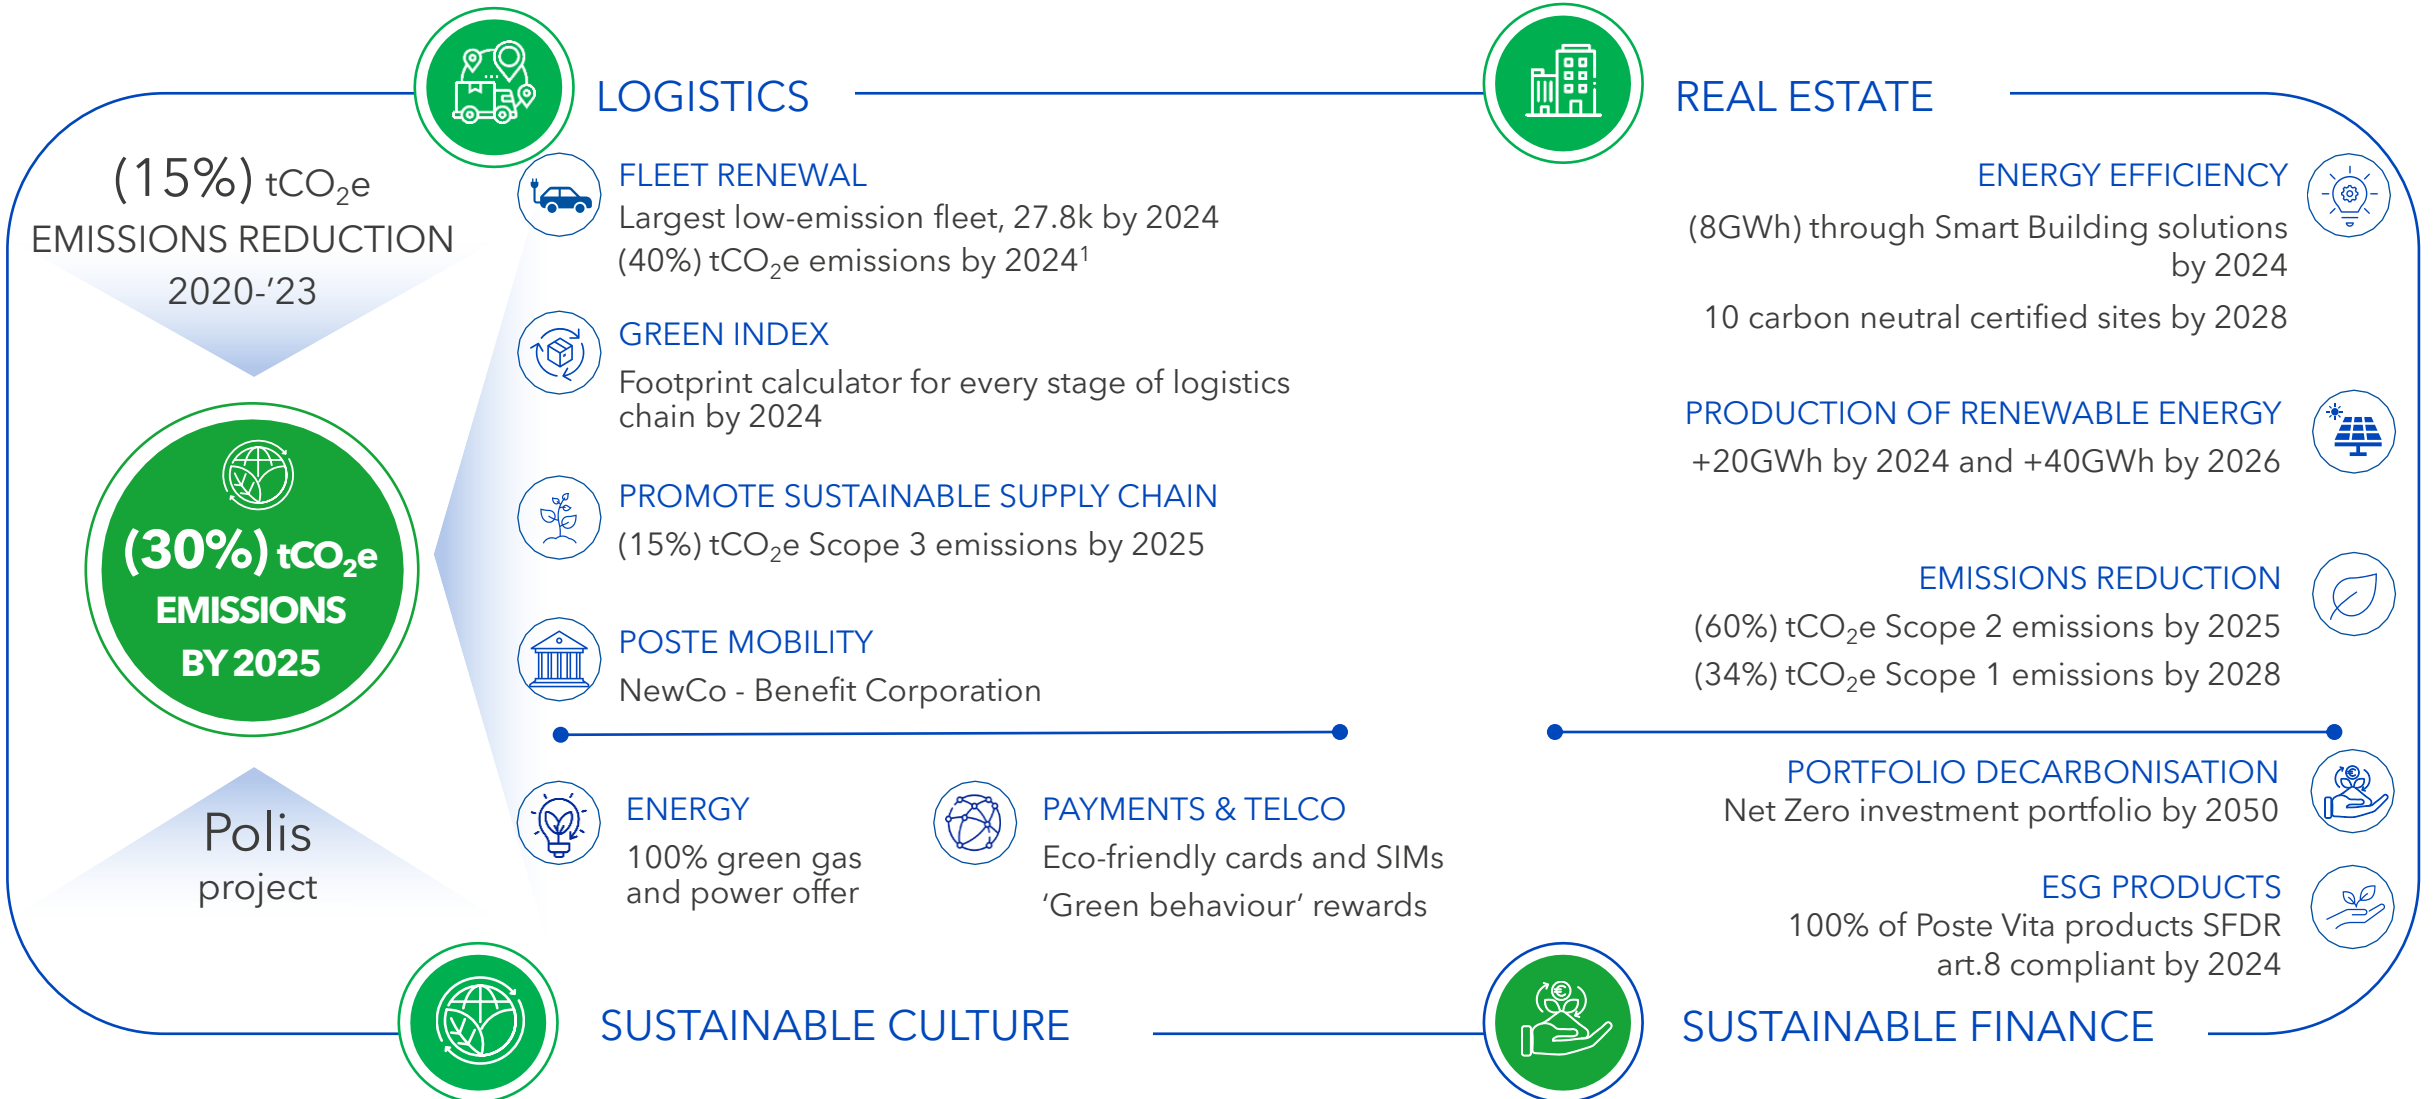 (15%) tCO₂e
EMISSIONS REDUCTION
2020-’23
(30%) tCO₂e
EMISSIONS
BY 2025
Polis
project
LOGISTICS
FLEET RENEWAL
Largest low-emission fleet, 27.8k by 2024
(40%) tCO₂e emissions by 2024¹
GREEN INDEX
Footprint calculator for every stage of logistics
chain by 2024
PROMOTE SUSTAINABLE SUPPLY CHAIN
(15%) tCO₂e Scope 3 emissions by 2025
POSTE MOBILITY
NewCo - Benefit Corporation
REAL ESTATE
ENERGY EFFICIENCY
(8GWh) through Smart Building solutions
by 2024
10 carbon neutral certified sites by 2028
PRODUCTION OF RENEWABLE ENERGY
+20GWh by 2024 and +40GWh by 2026
EMISSIONS REDUCTION
(60%) tCO₂e Scope 2 emissions by 2025
(34%) tCO₂e Scope 1 emissions by 2028
ENERGY
100% green gas
and power offer
PAYMENTS & TELCO
Eco-friendly cards and SIMs
‘Green behaviour’ rewards
SUSTAINABLE CULTURE
PORTFOLIO DECARBONISATION
Net Zero investment portfolio by 2050
ESG PRODUCTS
100% of Poste Vita products SFDR
art.8 compliant by 2024
SUSTAINABLE FINANCE